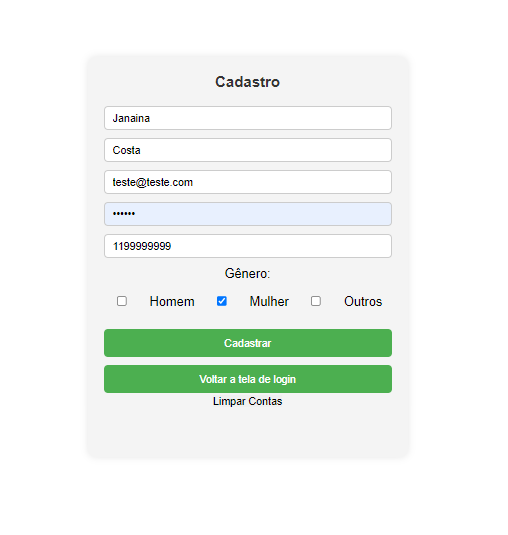 Cadastro
Janaina
Costa
teste@teste.com
••••••
1199999999
Gênero:
Homem Mulher Outros
Cadastrar
Voltar a tela de login
Limpar Contas